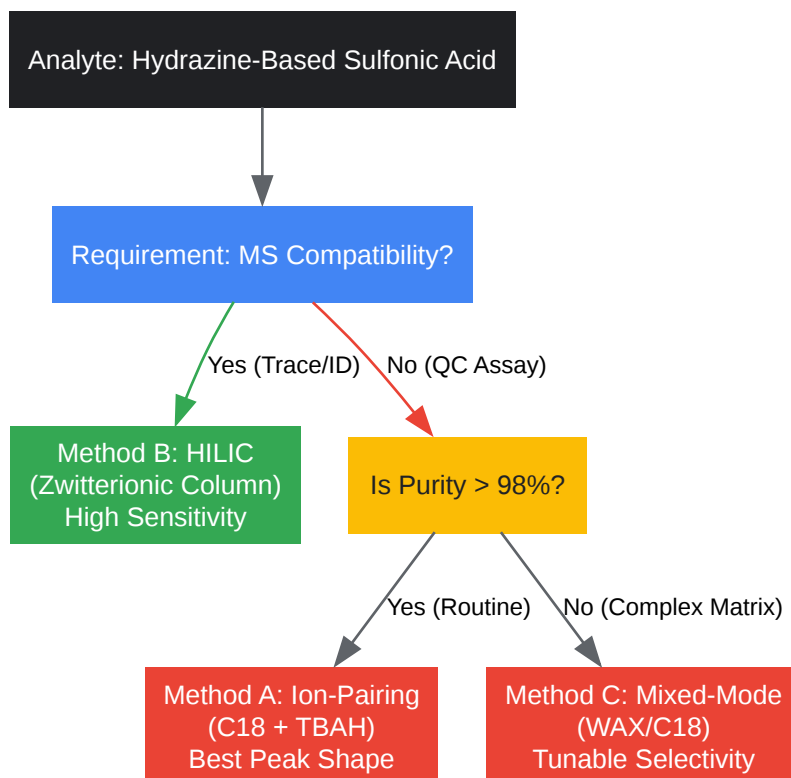 Analyte: Hydrazine-Based Sulfonic Acid
Requirement: MS Compatibility?
Yes (Trace/ID)
No (QC Assay)
Method B: HILIC
(Zwitterionic Column)
High Sensitivity
Is Purity > 98%?
Yes (Routine)
No (Complex Matrix)
Method A: Ion-Pairing
(C18 + TBAH)
Best Peak Shape
Method C: Mixed-Mode
(WAX/C18)
Tunable Selectivity